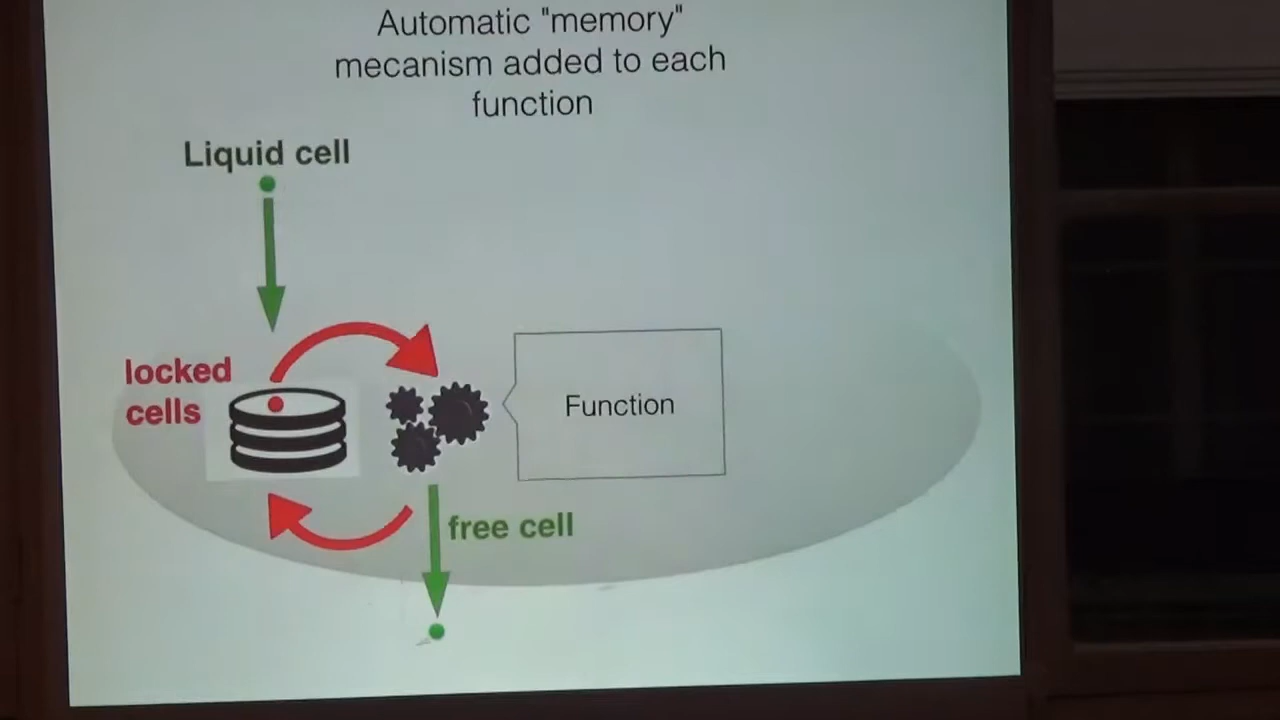 Automatic "memory"
mecanism added to each
function
Liquid cell
locked
cells
Function
free cell